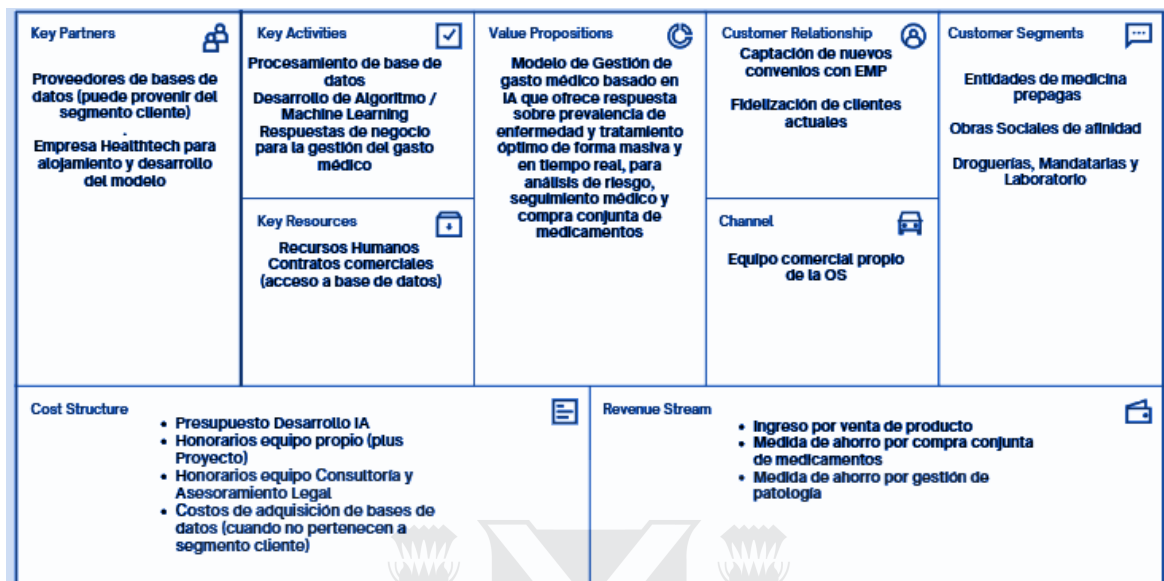 Key Partners
Proveedores de bases de
datos (puede provenir del
segmento cliente)
.
Empresa Healthtech para
alojamiento y desarrollo
del modelo
Key Activities
Procesamiento de base de
datos
Desarrollo de Algoritmo /
Machine Learning
Respuestas de negocio
para la gestión del gasto
médico
Key Resources
Recursos Humanos
Contratos comerciales
(acceso a base de datos)
Value Propositions
Modelo de Gestión de
gasto médico basado en
IA que ofrece respuesta
sobre prevalencia de
enfermedad y tratamiento
óptimo de forma masiva y
en tiempo real, para
análisis de riesgo,
seguimiento médico y
compra conjunta de
medicamentos
Customer Relationship
Captación de nuevos
convenios con EMP
Fidelización de clientes
actuales
Channel
Equipo comercial propio
de la OS
Customer Segments
Entidades de medicina
prepagas
Obras Sociales de afinidad
Droguerías, Mandatarias y
Laboratorio
Cost Structure
• Presupuesto Desarrollo IA
• Honorarios equipo propio (plus
Proyecto)
• Honorarios equipo Consultoría y
Asesoramiento Legal
• Costos de adquisición de bases de
datos (cuando no pertenecen a
segmento cliente)
Revenue Stream
• Ingreso por venta de producto
• Medida de ahorro por compra conjunta
de medicamentos
• Medida de ahorro por gestión de
patología